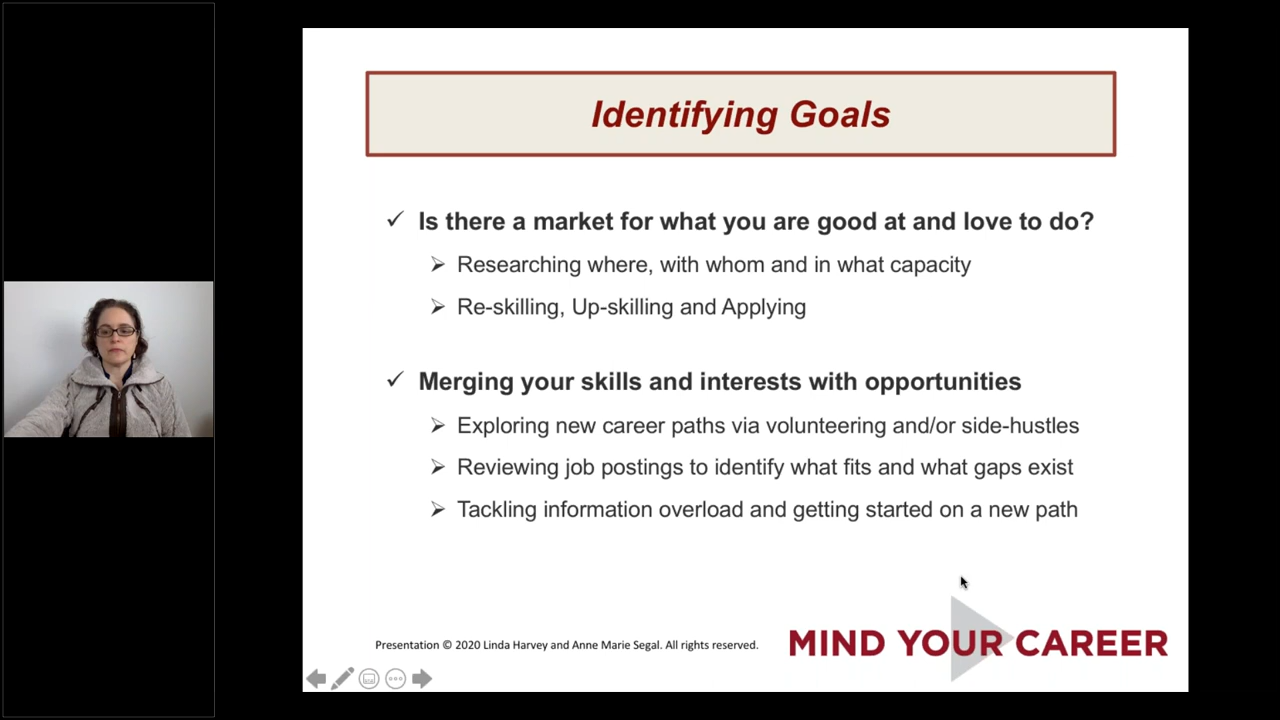 Identifying Goals
Is there a market for what you are good at and love to do?
Researching where, with whom and in what capacity
Re-skilling, Up-skilling and Applying
Merging your skills and interests with opportunities
Exploring new career paths via volunteering and/or side-hustles
Reviewing job postings to identify what fits and what gaps exist
Tackling information overload and getting started on a new path
Presentation © 2020 Linda Harvey and Anne Marie Segal. All rights reserved.
MIND YOUR CAREER